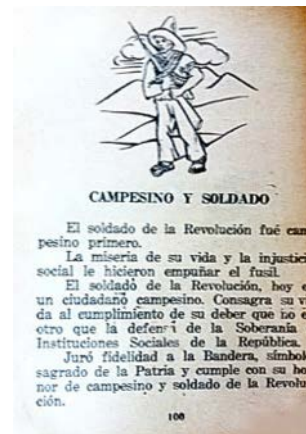 CAMPESINO Y SOLDADO
El soldado de la Revolución fué cam
pesino primero.
La miseria de su vida y la injustici
social le hicieron empuñar el fusil.
El soldado de la Revolución, hoy e
un ciudadano campesino. Consagra su v
da al cumplimiento de su deber que no e
otro que la defensa de la Soberanía
Instituciones Sociales de la República.
Juró fidelidad a la Bandera, símbol
sagrado de la Patria y cumple con su ho
nor de campesino y soldado de la Revolu
ción.
100